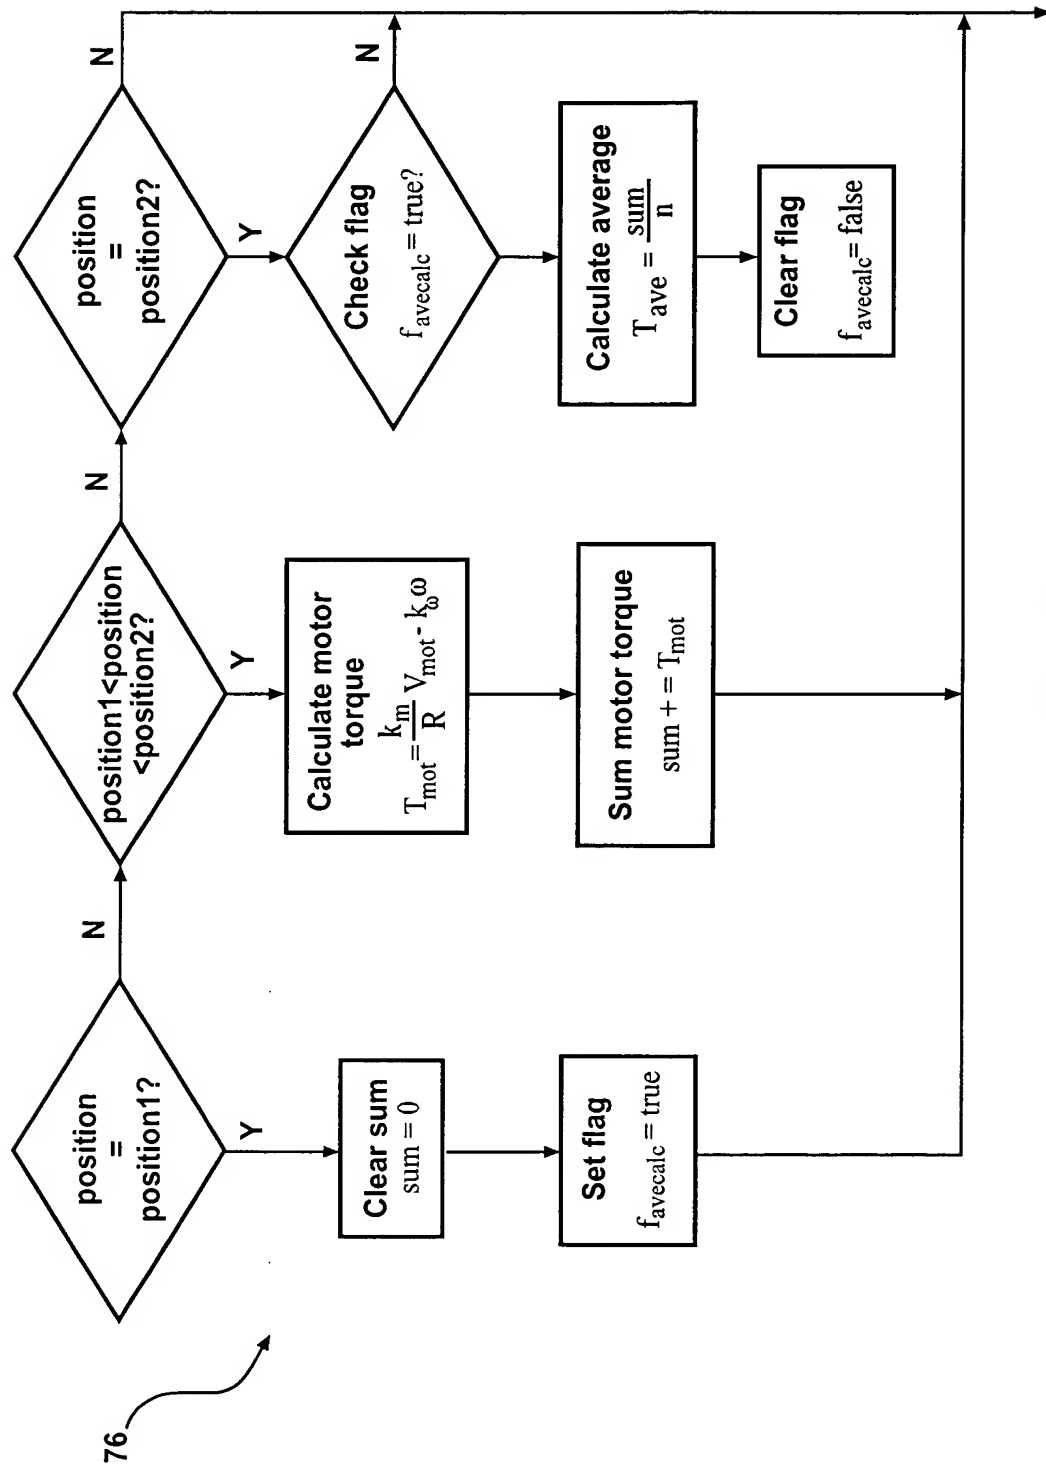 76
position
=
position1?
N
Y
Clear sum
sum = 0
Set flag
f_avecalc = true
position1<position
<position2?
N
Y
Calculate motor
torque
T_mot = k_m/R V_mot - k_ω ω
Sum motor torque
sum + = T_mot
position
=
position2?
N
Y
Check flag
f_avecalc = true?
N
Calculate average
T_ave = sum/n
Clear flag
f_avecalc = false